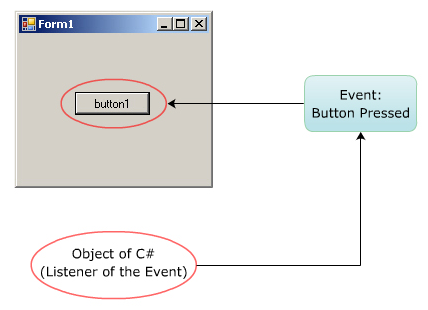 Form1
button1
Event:
Button Pressed
Object of C#
(Listener of the Event)